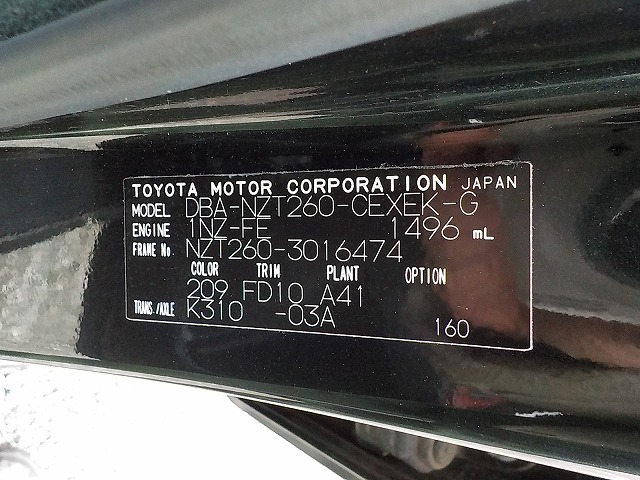 TOYOTA MOTOR CORPORATION JAPAN
MODEL DBA-NZT260-CEXEK-G
ENGINE 1NZ-FE 1496 mL
FRAME No NZT260-3016474
COLOR TRIM PLANT OPTION
209 FD10 A41
TRANS./AXLE K310 -03A
160